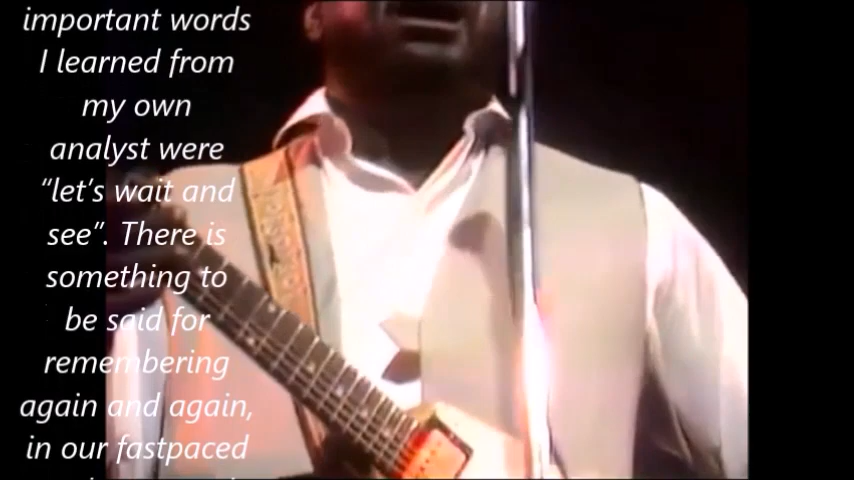 important words
I learned from
my own
analyst were
“let’s wait and
see”. There is
something to
be said for
remembering
again and again,
in our fastpaced